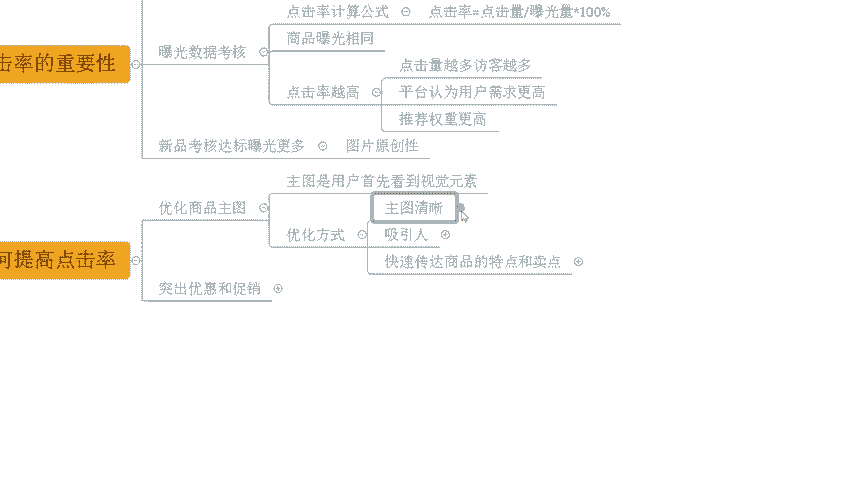 点击率计算公式 点击率=点击量/曝光量*100%
曝光数据考核
商品曝光相同
击率的重要性
点击率越高
点击量越多访客越多
平台认为用户需求更高
推荐权重更高
新品考核达标曝光更多 图片原创性
主图是用户首先看到视觉元素
优化商品主图
主图清晰
优化方式
吸引人
快速传达商品的特点和卖点
何提高点击率
突出优惠和促销